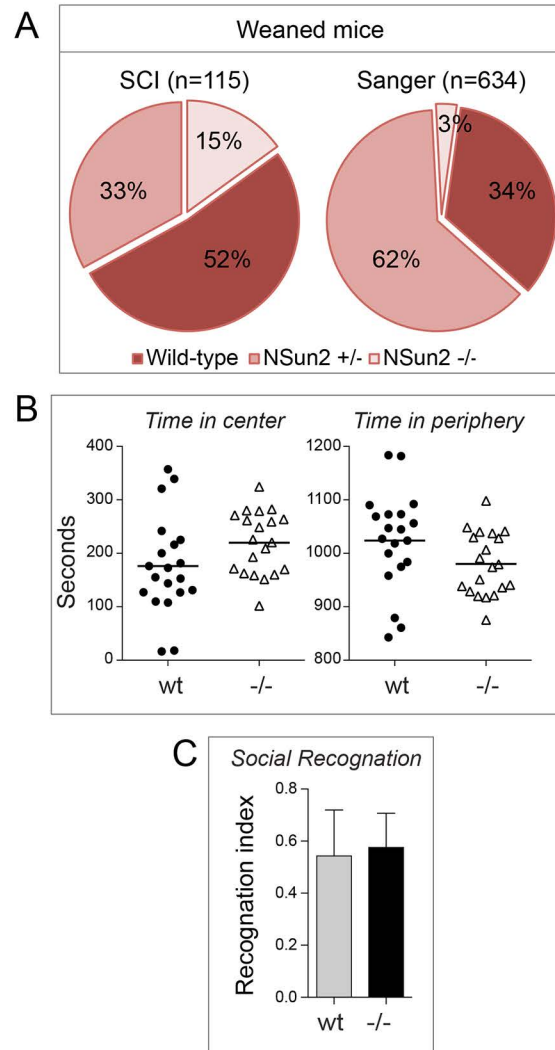 A
Weaned mice
SCI (n=115)
Sanger (n=634)
15%
33%
52%
3%
34%
62%
Wild-type NSun2 +/- NSun2 -/-
B
Time in center
Time in periphery
Seconds
400
300
200
100
0
wt -/-
1200
1100
1000
900
800
wt -/-
C
Social Recognation
Recognation index
0.8
0.6
0.4
0.2
0.0
wt -/-